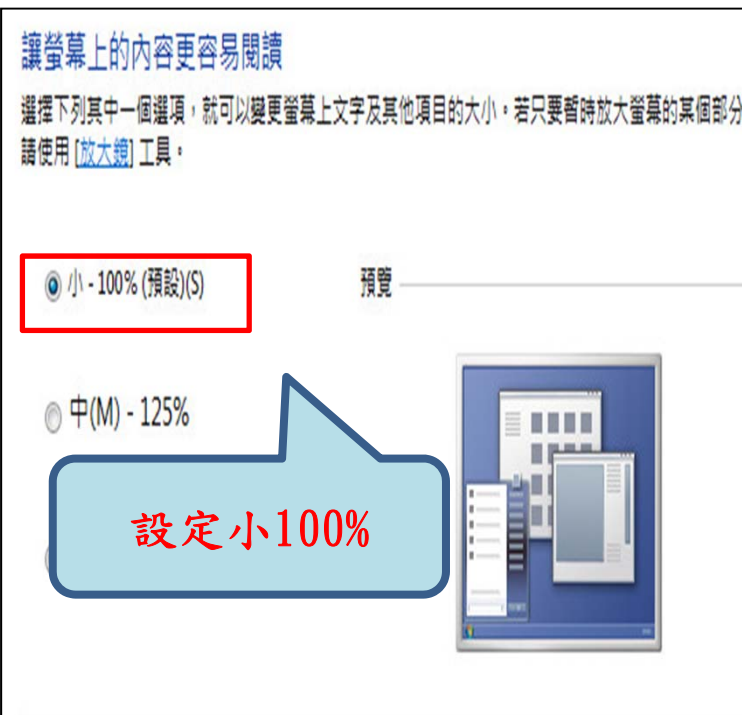 讓螢幕上的內容更容易閱讀
選擇下列其中一個選項，就可以變更螢幕上文字及其他項目的大小。若只要暫時放大螢幕的某個部分
請使用 [放大鏡] 工具。
小 - 100% (預設)(S)
預覽
中(M) - 125%
設定小100%